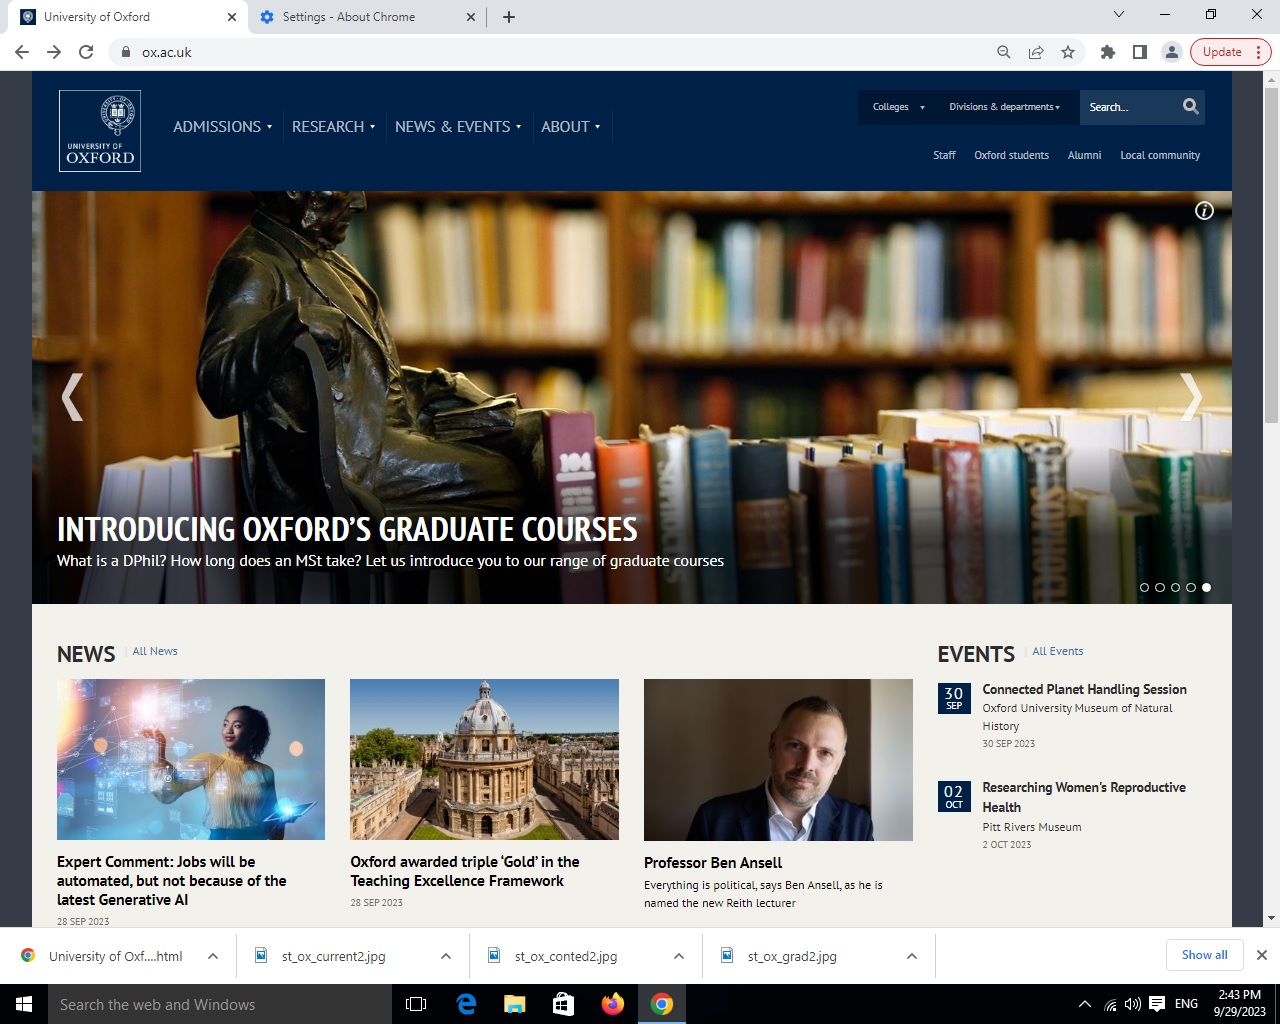 University of Oxford
Settings - About Chrome
ox.ac.uk
Update
UNIVERSITY OF
OXFORD
ADMISSIONS
RESEARCH
NEWS & EVENTS
ABOUT
Colleges
Divisions & departments
Search...
Staff
Oxford students
Alumni
Local community
104
INTRODUCING OXFORD'S GRADUATE COURSES
What is a DPhil? How long does an MSt take? Let us introduce you to our range of graduate courses
NEWS
All News
Expert Comment: Jobs will be
automated, but not because of the
latest Generative AI
28 SEP 2023
Oxford awarded triple ‘Gold’ in the
Teaching Excellence Framework
28 SEP 2023
Professor Ben Ansell
Everything is political, says Ben Ansell, as he is
named the new Reith lecturer
EVENTS
All Events
30
SEP
Connected Planet Handling Session
Oxford University Museum of Natural
History
30 SEP 2023
02
OCT
Researching Women's Reproductive
Health
Pitt Rivers Museum
2 OCT 2023
University of Oxf....html
st_ox_current2.jpg
st_ox_conted2.jpg
st_ox_grad2.jpg
Show all
Search the web and Windows
ENG
2:43 PM
9/29/2023